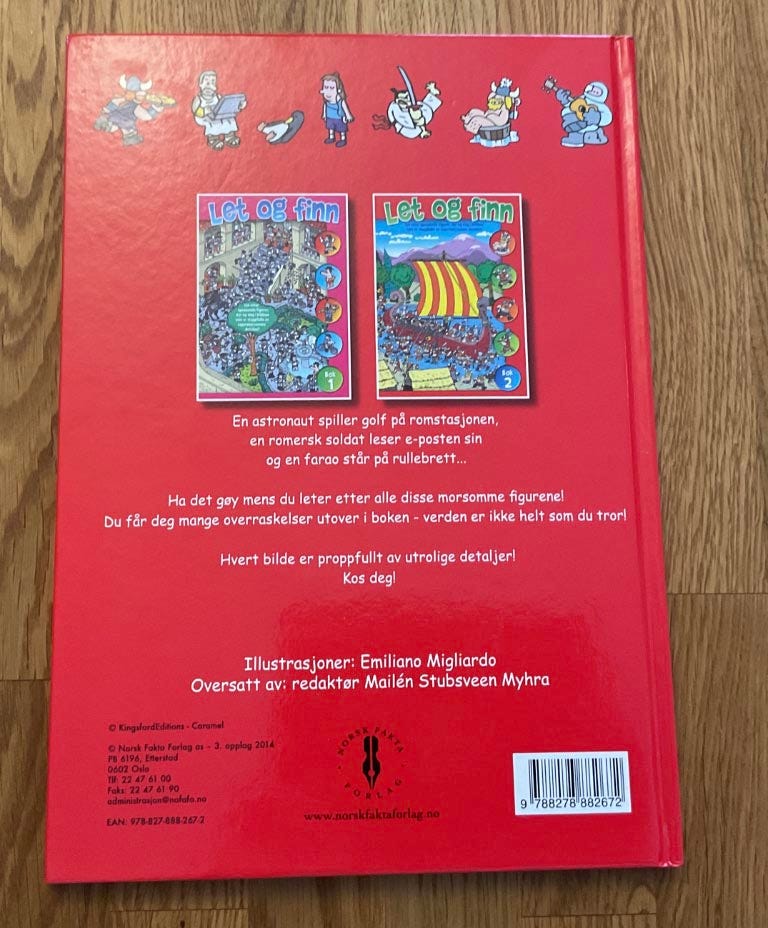 Let og finn
Bok
1
Let og finn
Bok
2
En astronaut spiller golf på romstasjonen,
en romersk soldat leser e-posten sin
og en farao står på rullebrett...
Ha det gøy mens du leter etter alle disse morsomme figurene!
Du får deg mange overraskelser utover i boken - verden er ikke helt som du tror!
Hvert bilde er proppfullt av utrolige detaljer!
Kos deg!
Illustrasjoner: Emiliano Migliardo
Oversatt av: redaktør Mailén Stubsveen Myhra
© KingsfordEditions - Caramel
© Norsk Fakta Forlag as – 3. opplag 2014
PB 6196, Etterstad
0602 Oslo
Tlf: 22 47 61 00
Faks: 22 47 61 90
administrasjon@nafafo.no
EAN: 978-827-888-267-2
NORSK FAKTA
FORLAG
www.norskfaktaforlag.no
9 788278 882672